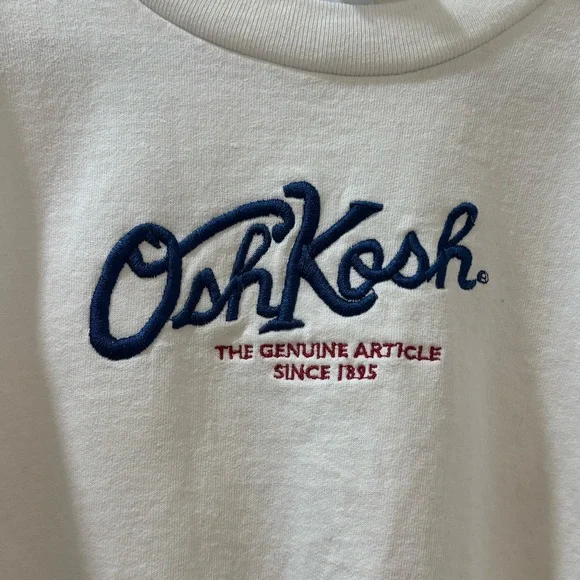 OshKosh®
THE GENUINE ARTICLE
SINCE 1895